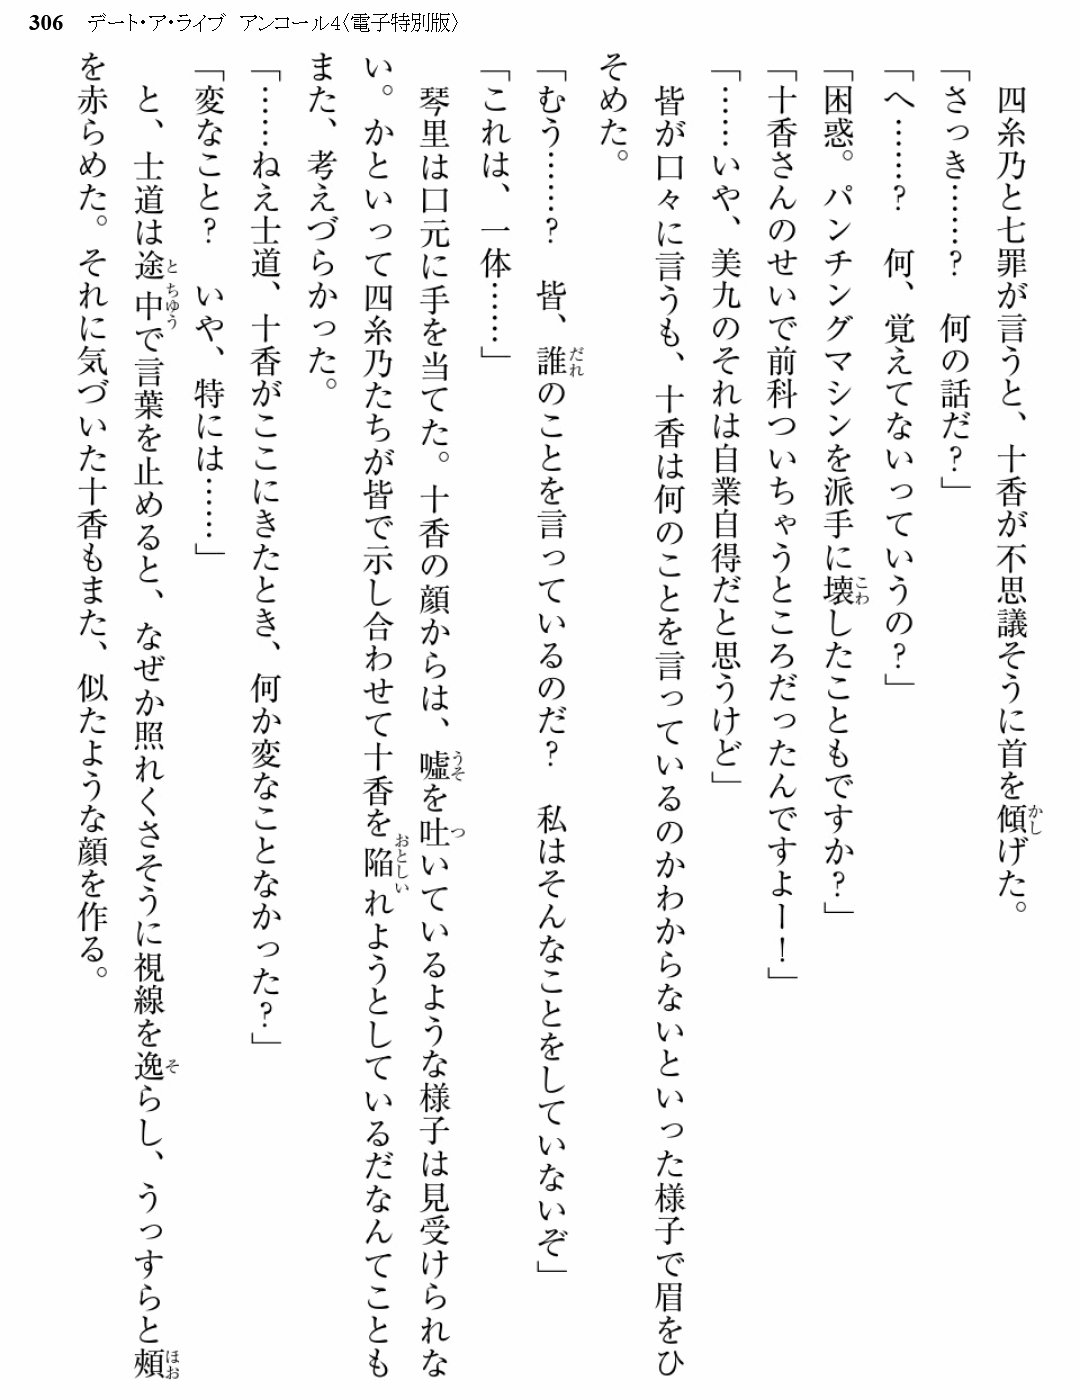 306　デート・ア・ライブ　アンコール4〈電子特別版〉
　四糸乃と七罪が言うと、十香が不思議そうに首を傾げた。
「さっき……？　何の話だ？」
「へ……？　何、覚えてないっていうの？」
「困惑。パンチングマシンを派手に壊したこともですか？」
「十香さんのせいで前科ついちゃうところだったんですよー！」
「……いや、美九のそれは自業自得だと思うけど」
　皆が口々に言うも、十香は何のことを言っているのかわからないといった様子で眉をひ
そめた。
「むう……？　皆、誰のことを言っているのだ？　私はそんなことをしていないぞ」
「これは、一体……」
　琴里は口元に手を当てた。十香の顔からは、嘘を吐いているような様子は見受けられな
い。かといって四糸乃たちが皆で示し合わせて十香を陥れようとしているだなんてことも
また、考えづらかった。
「……ねえ士道、十香がここにきたとき、何か変なことなかった？」
「変なこと？　いや、特には……」
　と、士道は途中で言葉を止めると、なぜか照れくさそうに視線を逸らし、うっすらと頰
を赤らめた。それに気づいた十香もまた、似たような顔を作る。